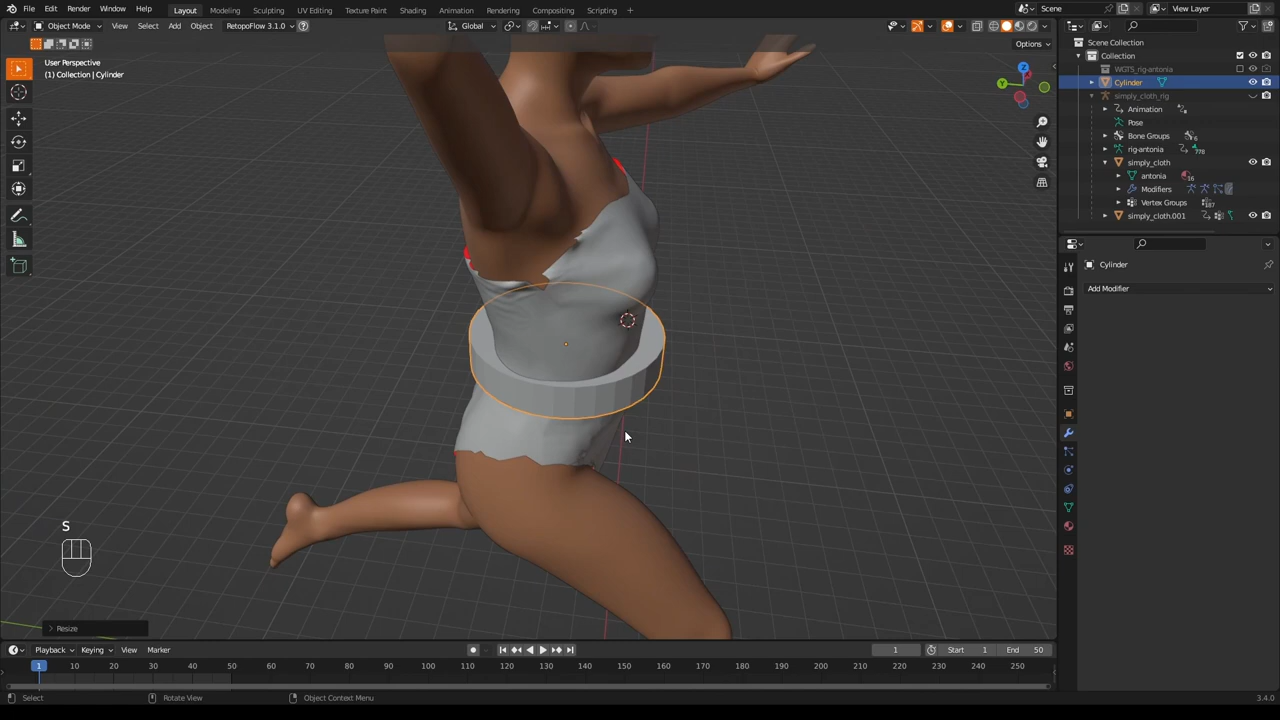 File Edit Render Window Help Layout Modeling Sculpting UV Editing Texture Paint Shading Animation Rendering Compositing Scripting + Scene View Layer
Object Mode View Select Add Object RetopoFlow 3.4.0 Global
Options
User Perspective
(1) Collection | Cylinder
Scene Collection
Collection
WGTS_rig-antonia
Cylinder
simply_cloth_rig
Animation
Pose
Bone Groups 6
rig-antonia 778
simply_cloth
antonia 16
Modifiers
Vertex Groups 187
simply_cloth.001
Cylinder
Add Modifier
X
Y
Z
S
Resize
Playback Keying View Marker 1 Start 1 End 50
1 10 20 30 40 50 60 70 80 90 100 110 120 130 140 150 160 170 180 190 200 210 220 230 240 250
Select Rotate View Object Context Menu 3.4.0